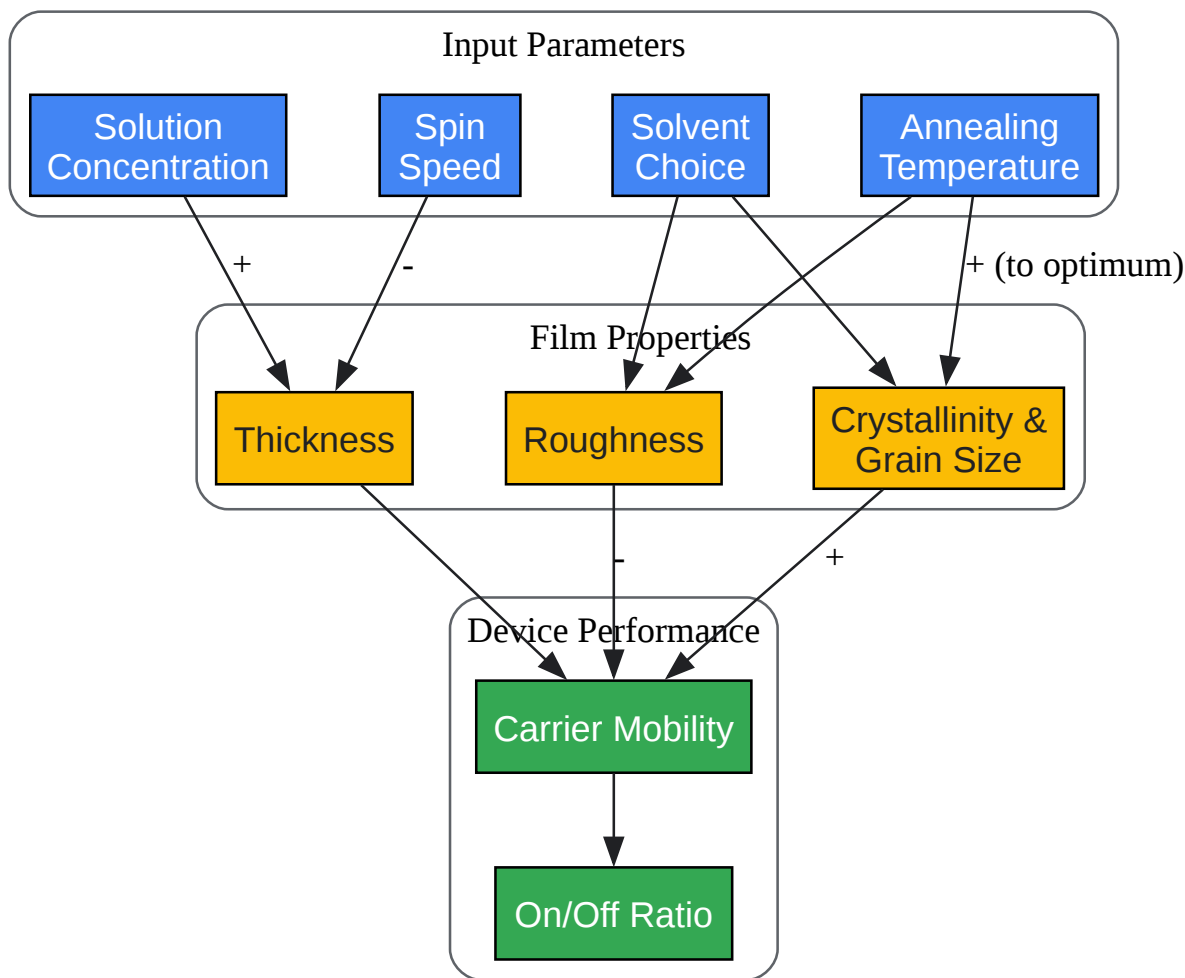 Input Parameters
Solution
Concentration
Spin
Speed
Solvent
Choice
Annealing
Temperature
+
-
+ (to optimum)
Film Properties
Thickness
Roughness
Crystallinity &
Grain Size
-
+
Device Performance
Carrier Mobility
On/Off Ratio